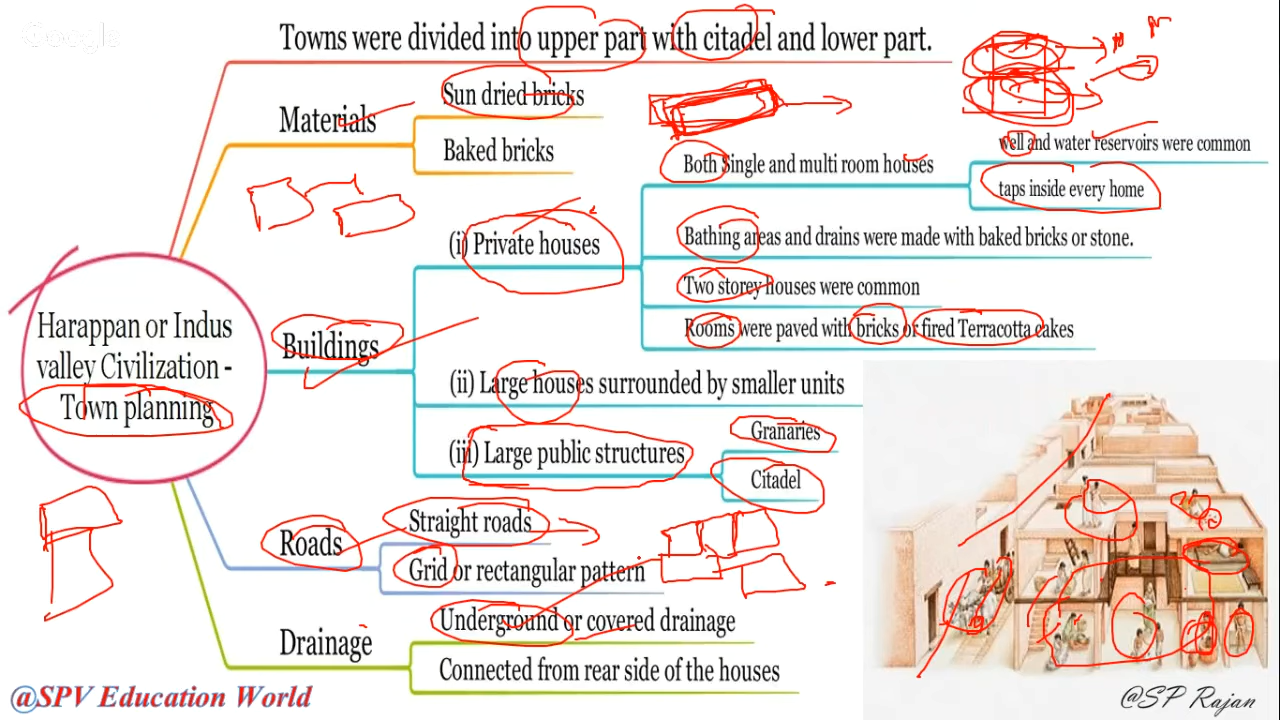 Google
Towns were divided into upper part with citadel and lower part.
Materials
Sun dried bricks
Baked bricks
Harappan or Indus
valley Civilization -
Town planning
Buildings
(i) Private houses
Both Single and multi room houses
well and water reservoirs were common
taps inside every home
Bathing areas and drains were made with baked bricks or stone.
Two storey houses were common
Rooms were paved with bricks or fired Terracotta cakes
(ii) Large houses surrounded by smaller units
(iii) Large public structures
Granaries
Citadel
Roads
Straight roads
Grid or rectangular pattern
Drainage
Underground or covered drainage
Connected from rear side of the houses
@SPV Education World
@SP Rajan